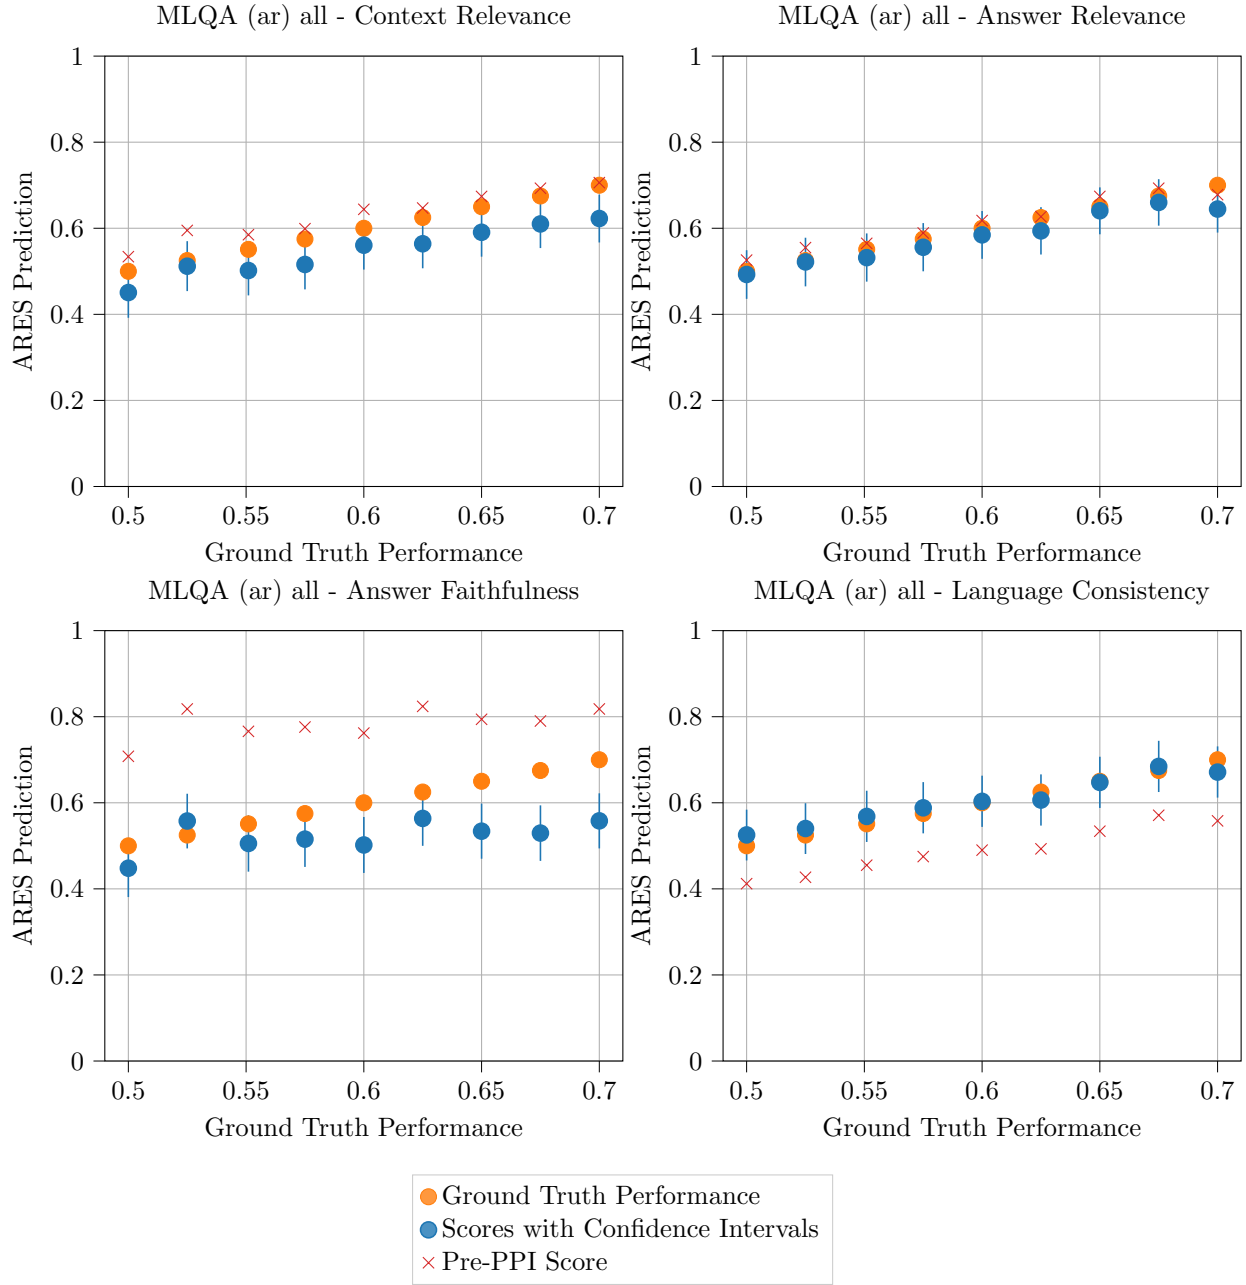 MLQA (ar) all - Context Relevance
1
0.8
0.6
0.4
0.2
0
ARES Prediction
0.5 0.55 0.6 0.65 0.7
Ground Truth Performance
MLQA (ar) all - Answer Relevance
1
0.8
0.6
0.4
0.2
0
ARES Prediction
0.5 0.55 0.6 0.65 0.7
Ground Truth Performance
MLQA (ar) all - Answer Faithfulness
1
0.8
0.6
0.4
0.2
0
ARES Prediction
0.5 0.55 0.6 0.65 0.7
Ground Truth Performance
MLQA (ar) all - Language Consistency
1
0.8
0.6
0.4
0.2
0
ARES Prediction
0.5 0.55 0.6 0.65 0.7
Ground Truth Performance
Ground Truth Performance
Scores with Confidence Intervals
Pre-PPI Score